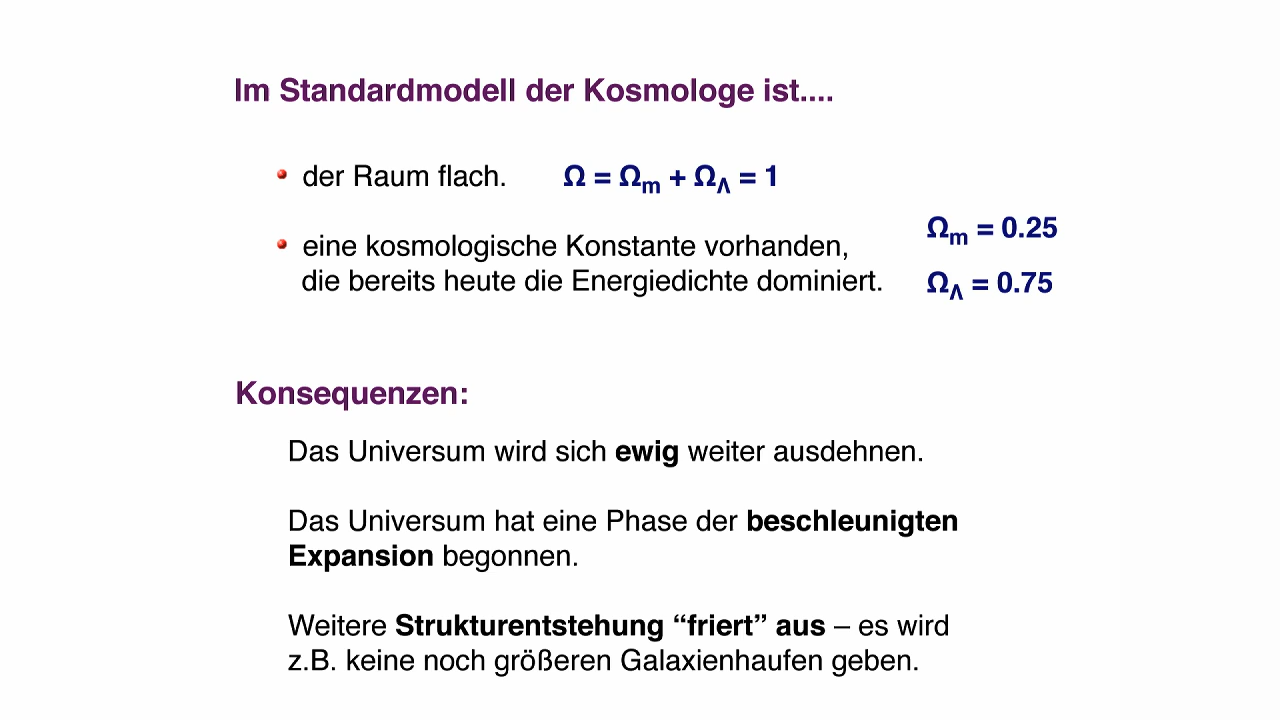 Im Standardmodell der Kosmologe ist....
der Raum flach. Ω = Ωm + ΩΛ = 1
eine kosmologische Konstante vorhanden,
die bereits heute die Energiedichte dominiert.
Ωm = 0.25
ΩΛ = 0.75
Konsequenzen:
Das Universum wird sich ewig weiter ausdehnen.
Das Universum hat eine Phase der beschleunigten
Expansion begonnen.
Weitere Strukturentstehung “friert” aus – es wird
z.B. keine noch größeren Galaxienhaufen geben.